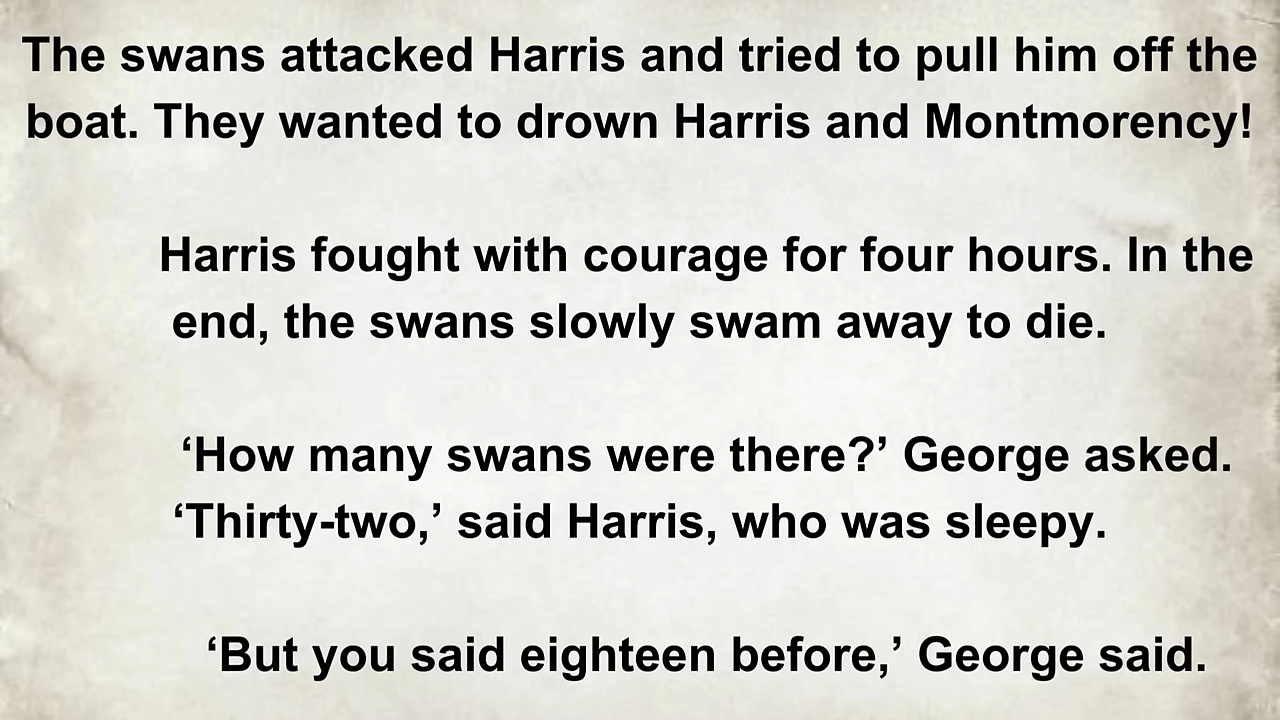 The swans attacked Harris and tried to pull him off the
boat. They wanted to drown Harris and Montmorency!
Harris fought with courage for four hours. In the
end, the swans slowly swam away to die.
‘How many swans were there?’ George asked.
‘Thirty-two,’ said Harris, who was sleepy.
‘But you said eighteen before,’ George said.